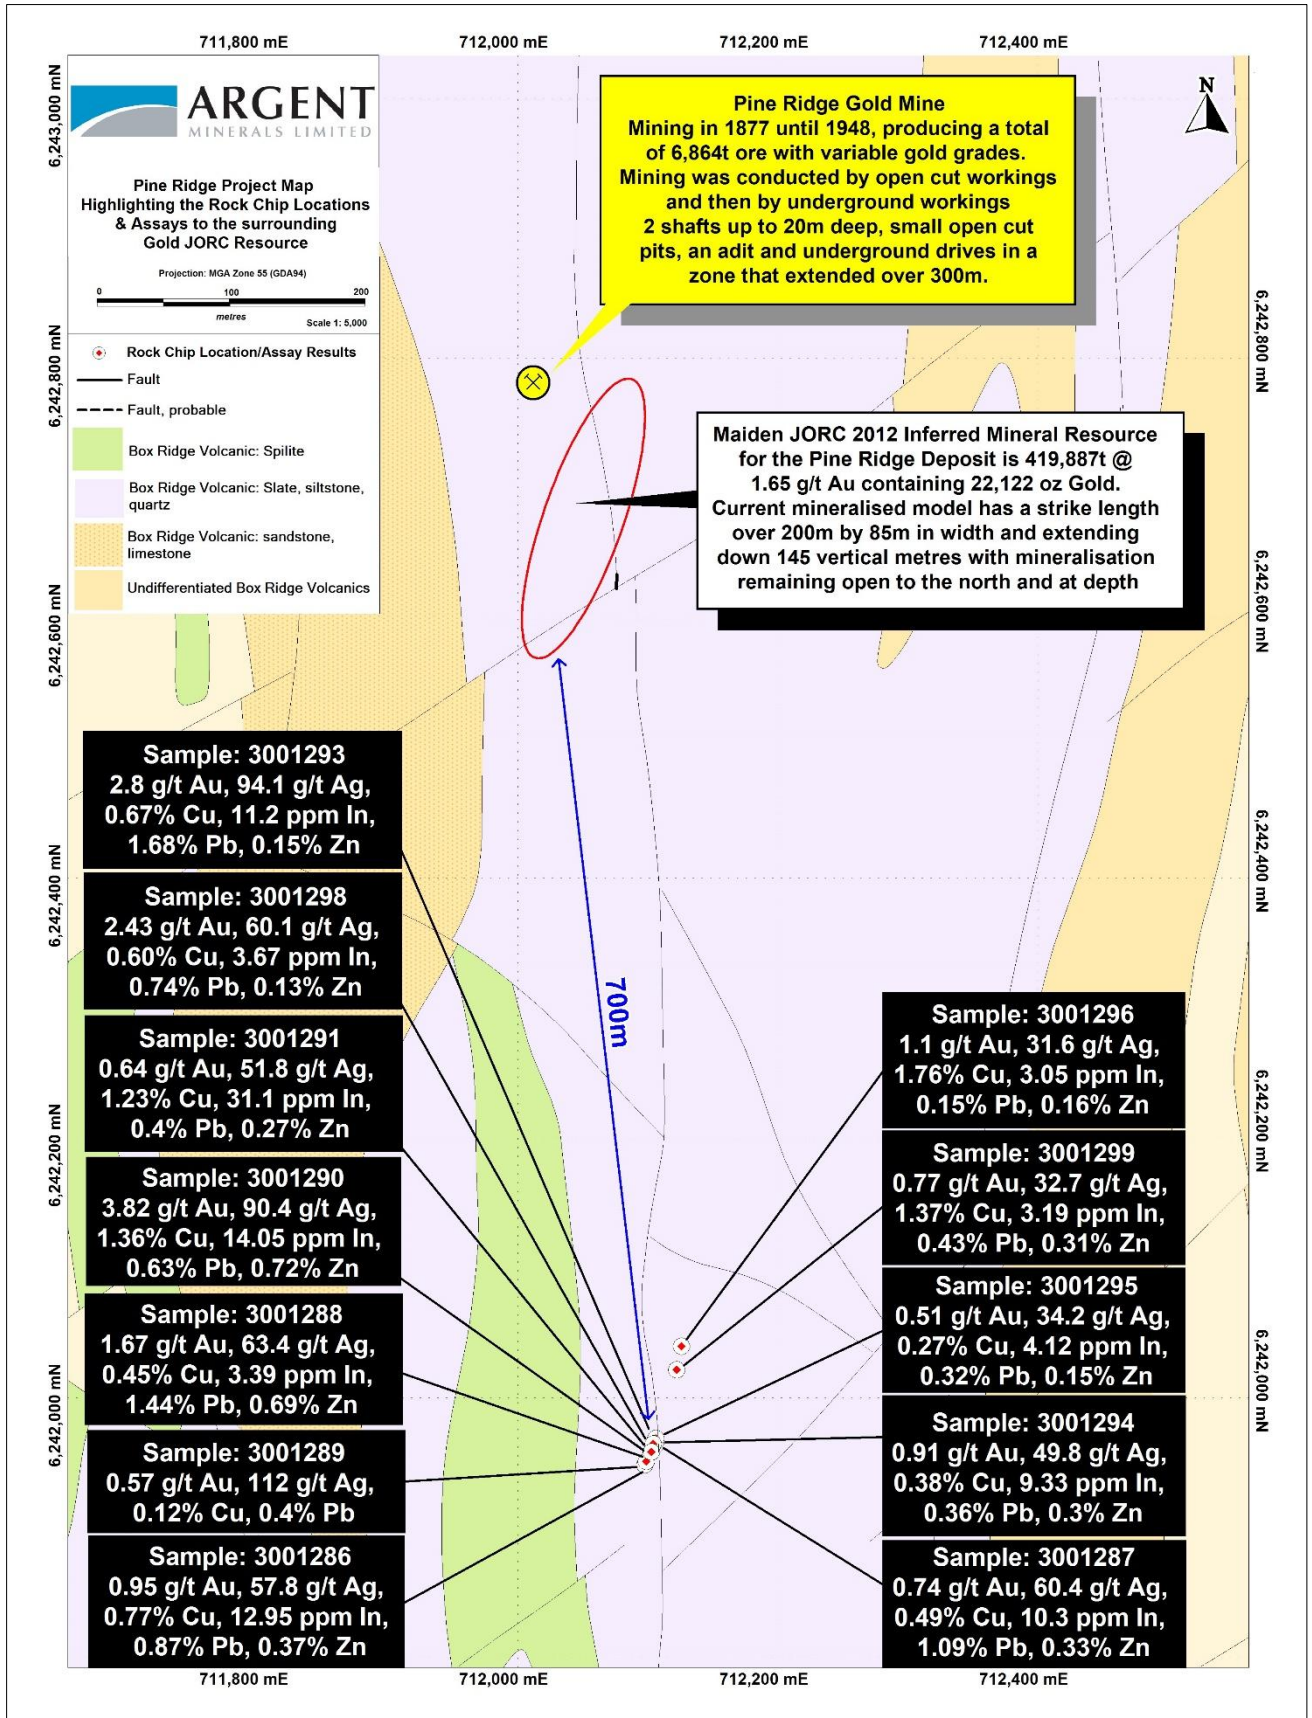 711,800 mE
712,000 mE
712,200 mE
712,400 mE
6,243,000 mN
6,242,800 mN
6,242,600 mN
6,242,400 mN
6,242,200 mN
6,242,000 mN
ARGENT
MINERALS LIMITED
Pine Ridge Project Map
Highlighting the Rock Chip Locations
& Assays to the surrounding
Gold JORC Resource
Projection: MGA Zone 55 (GDA94)
0 100 200
metres
Scale 1: 5,000
Rock Chip Location/Assay Results
Fault
Fault, probable
Box Ridge Volcanic: Spilite
Box Ridge Volcanic: Slate, siltstone,
quartz
Box Ridge Volcanic: sandstone,
limestone
Undifferentiated Box Ridge Volcanics
Pine Ridge Gold Mine
Mining in 1877 until 1948, producing a total
of 6,864t ore with variable gold grades.
Mining was conducted by open cut workings
and then by underground workings
2 shafts up to 20m deep, small open cut
pits, an adit and underground drives in a
zone that extended over 300m.
N
Maiden JORC 2012 Inferred Mineral Resource
for the Pine Ridge Deposit is 419,887t @
1.65 g/t Au containing 22,122 oz Gold.
Current mineralised model has a strike length
over 200m by 85m in width and extending
down 145 vertical metres with mineralisation
remaining open to the north and at depth
700m
Sample: 3001293
2.8 g/t Au, 94.1 g/t Ag,
0.67% Cu, 11.2 ppm In,
1.68% Pb, 0.15% Zn
Sample: 3001298
2.43 g/t Au, 60.1 g/t Ag,
0.60% Cu, 3.67 ppm In,
0.74% Pb, 0.13% Zn
Sample: 3001291
0.64 g/t Au, 51.8 g/t Ag,
1.23% Cu, 31.1 ppm In,
0.4% Pb, 0.27% Zn
Sample: 3001290
3.82 g/t Au, 90.4 g/t Ag,
1.36% Cu, 14.05 ppm In,
0.63% Pb, 0.72% Zn
Sample: 3001288
1.67 g/t Au, 63.4 g/t Ag,
0.45% Cu, 3.39 ppm In,
1.44% Pb, 0.69% Zn
Sample: 3001289
0.57 g/t Au, 112 g/t Ag,
0.12% Cu, 0.4% Pb
Sample: 3001286
0.95 g/t Au, 57.8 g/t Ag,
0.77% Cu, 12.95 ppm In,
0.87% Pb, 0.37% Zn
Sample: 3001296
1.1 g/t Au, 31.6 g/t Ag,
1.76% Cu, 3.05 ppm In,
0.15% Pb, 0.16% Zn
Sample: 3001299
0.77 g/t Au, 32.7 g/t Ag,
1.37% Cu, 3.19 ppm In,
0.43% Pb, 0.31% Zn
Sample: 3001295
0.51 g/t Au, 34.2 g/t Ag,
0.27% Cu, 4.12 ppm In,
0.32% Pb, 0.15% Zn
Sample: 3001294
0.91 g/t Au, 49.8 g/t Ag,
0.38% Cu, 9.33 ppm In,
0.36% Pb, 0.3% Zn
Sample: 3001287
0.74 g/t Au, 60.4 g/t Ag,
0.49% Cu, 10.3 ppm In,
1.09% Pb, 0.33% Zn
6,242,800 mN
6,242,600 mN
6,242,400 mN
6,242,200 mN
6,242,000 mN
711,800 mE
712,000 mE
712,200 mE
712,400 mE